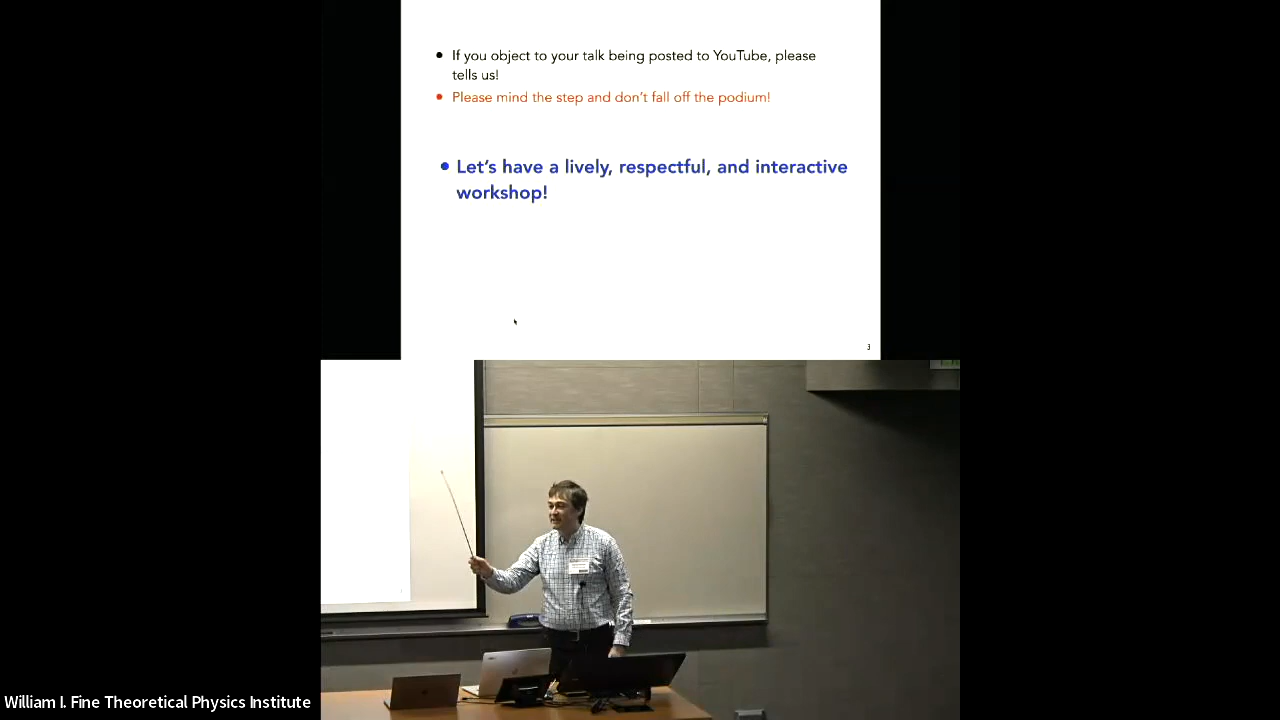 • If you object to your talk being posted to YouTube, please
tells us!
• Please mind the step and don't fall off the podium!
• Let's have a lively, respectful, and interactive
workshop!
3
William I. Fine Theoretical Physics Institute